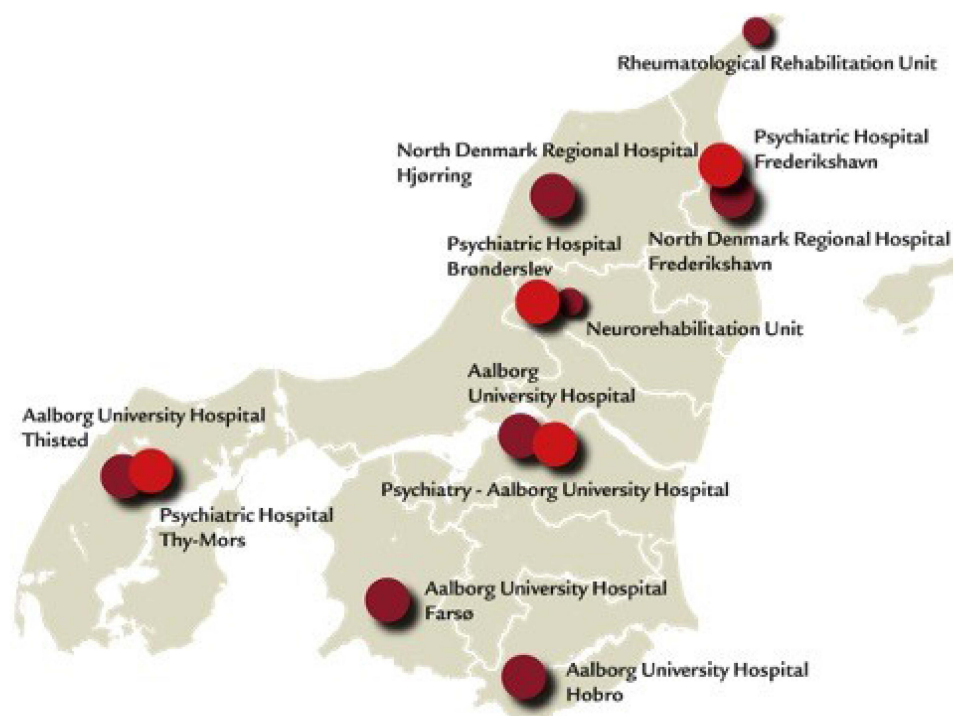 Rheumatological Rehabilitation Unit
Psychiatric Hospital
Frederikshavn
North Denmark Regional Hospital
Hjørring
North Denmark Regional Hospital
Frederikshavn
Psychiatric Hospital
Brønderslev
Neurorehabilitation Unit
Aalborg
University Hospital
Aalborg University Hospital
Thisted
Psychiatry - Aalborg University Hospital
Psychiatric Hospital
Thy-Mors
Aalborg University Hospital
Farsø
Aalborg University Hospital
Hobro